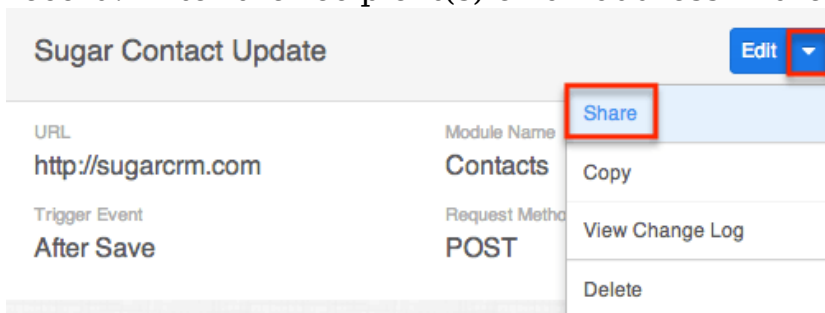 Sugar Contact Update
Edit
Share
URL
Module Name
http://sugarcrm.com
Contacts
Copy
Trigger Event
Request Metho
View Change Log
After Save
POST
Delete